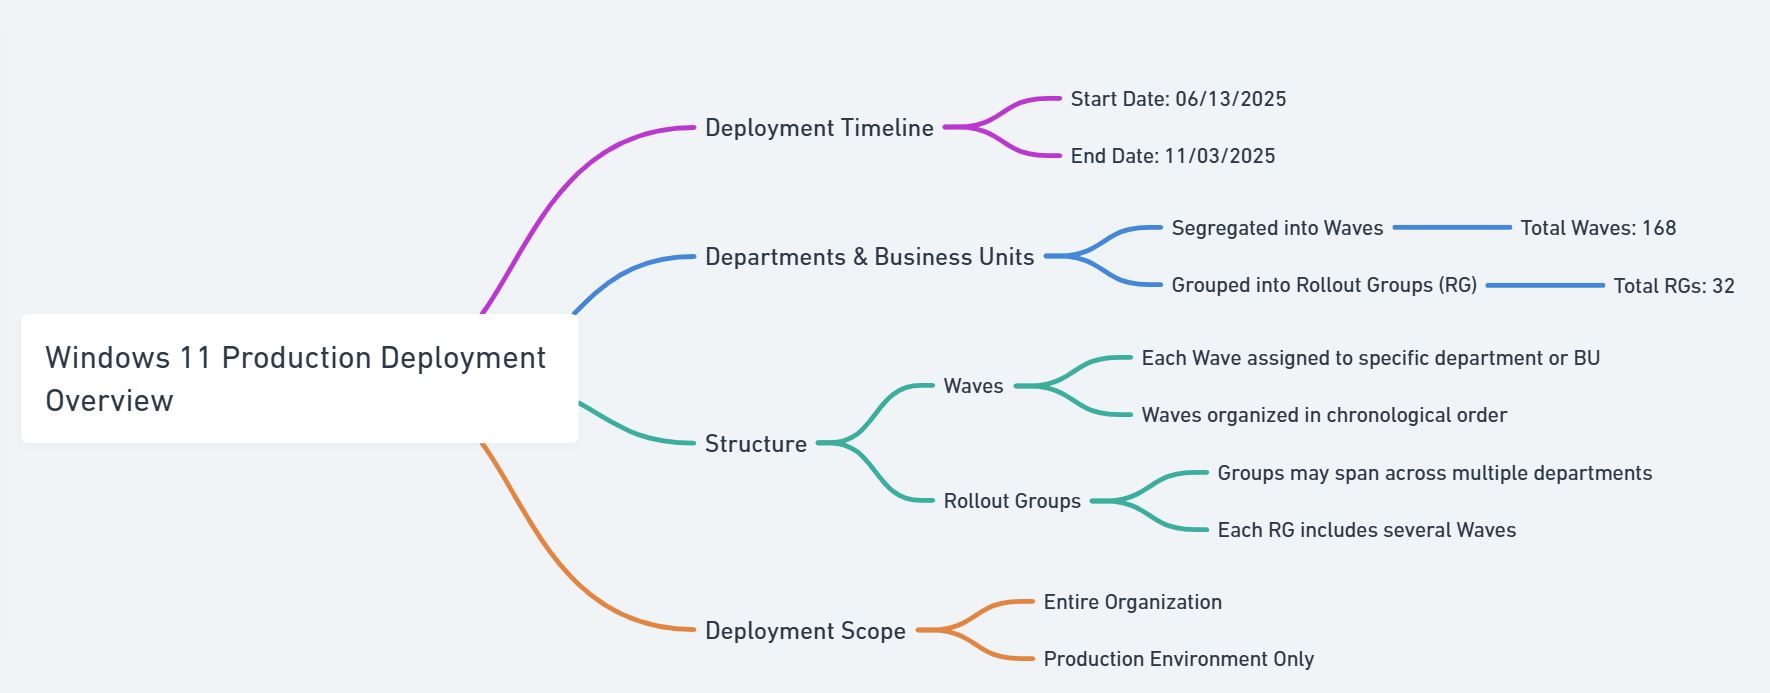 Windows 11 Production Deployment
Overview
Deployment Timeline
Start Date: 06/13/2025
End Date: 11/03/2025
Departments & Business Units
Segregated into Waves
Total Waves: 168
Grouped into Rollout Groups (RG)
Total RGs: 32
Structure
Waves
Each Wave assigned to specific department or BU
Waves organized in chronological order
Rollout Groups
Groups may span across multiple departments
Each RG includes several Waves
Deployment Scope
Entire Organization
Production Environment Only